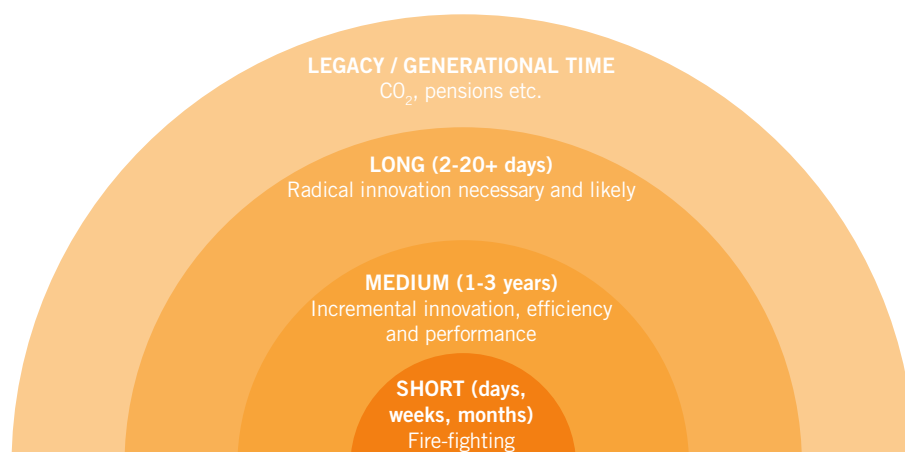 LEGACY / GENERATIONAL TIME
CO₂, pensions etc.
LONG (2-20+ days)
Radical innovation necessary and likely
MEDIUM (1-3 years)
Incremental innovation, efficiency
and performance
SHORT (days,
weeks, months)
Fire-fighting